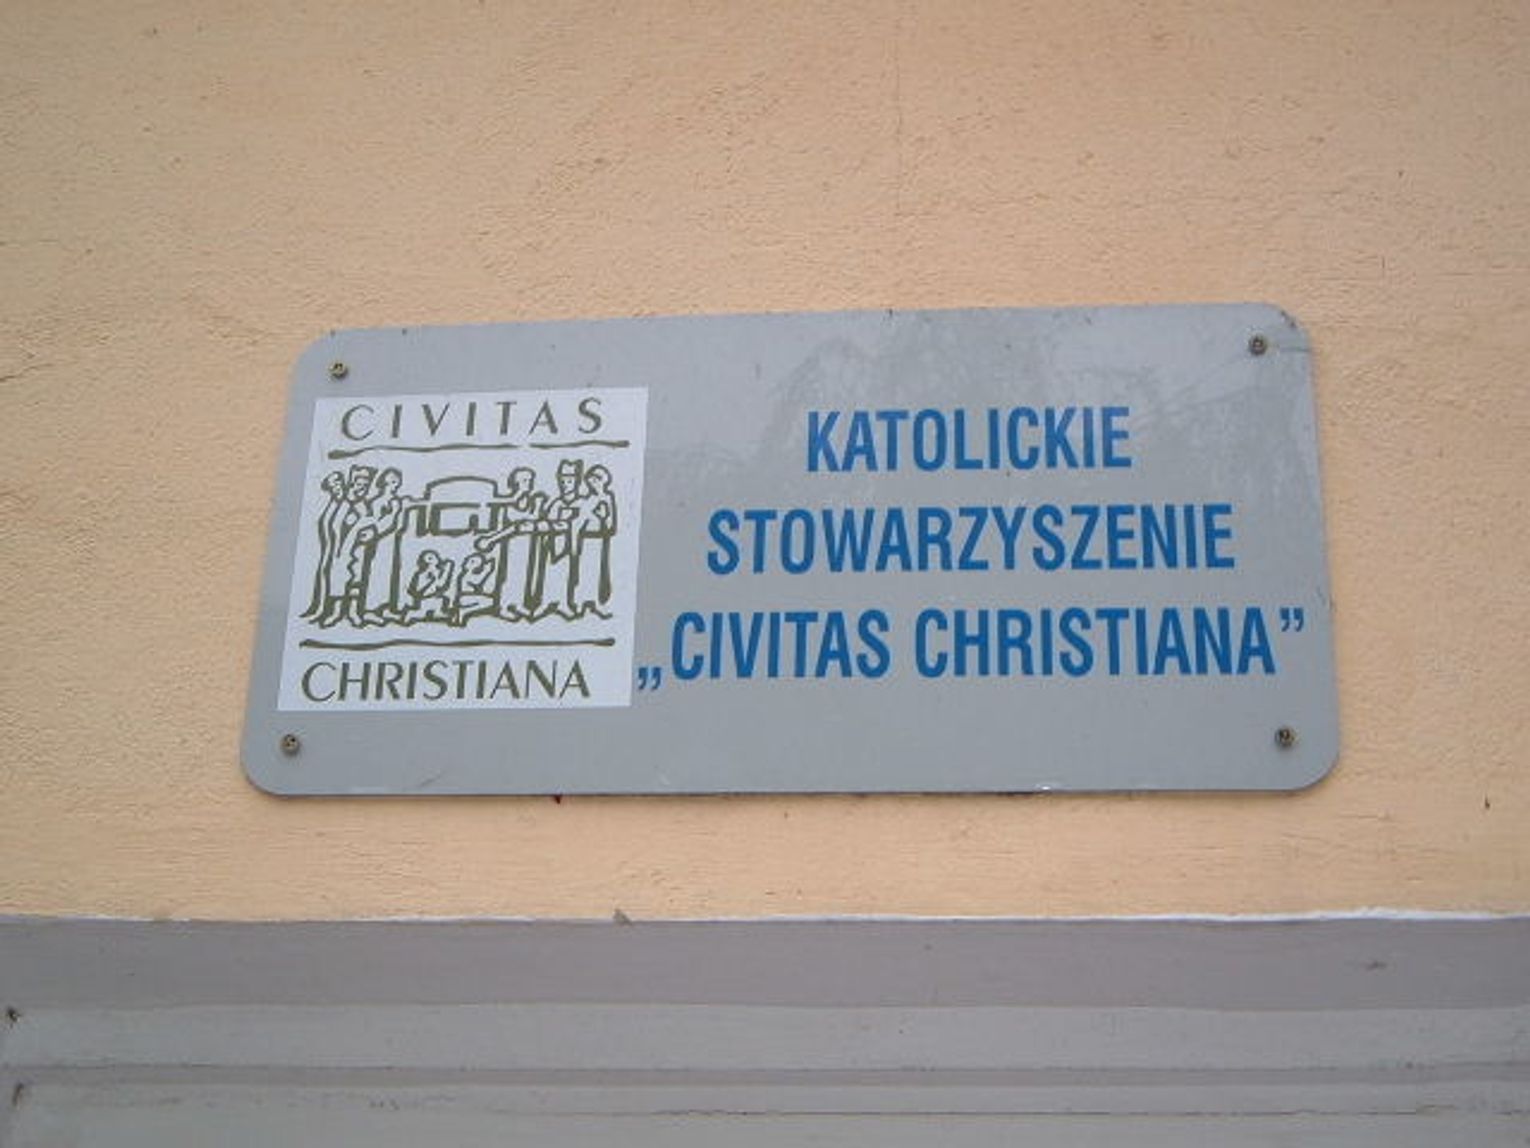 CIVITAS
CHRISTIANA
KATOLICKIE
STOWARZYSZENIE
„CIVITAS CHRISTIANA”